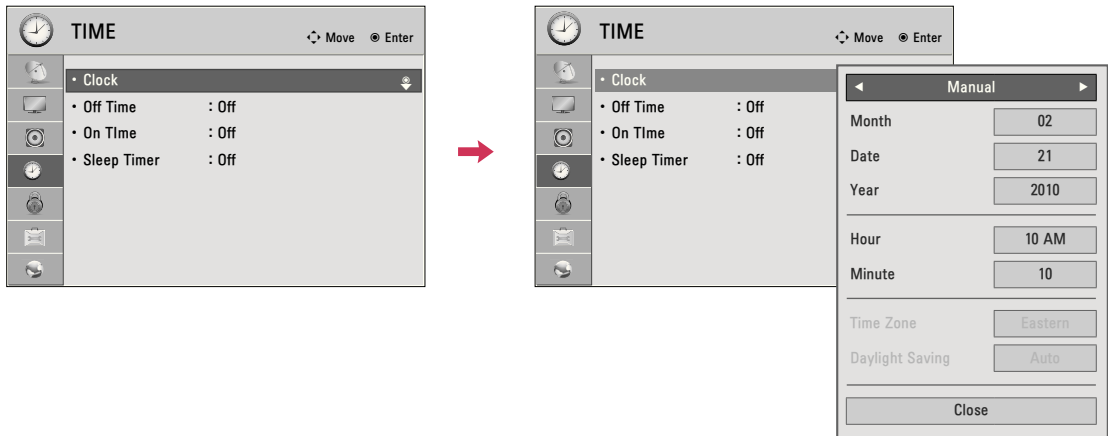 TIME
Move Enter
• Clock
• Off Time : Off
• On TIme : Off
• Sleep Timer : Off
TIME
Move Enter
• Clock
• Off Time : Off
• On TIme : Off
• Sleep Timer : Off
◄ Manual ►
Month 02
Date 21
Year 2010
Hour 10 AM
Minute 10
Time Zone Eastern
Daylight Saving Auto
Close